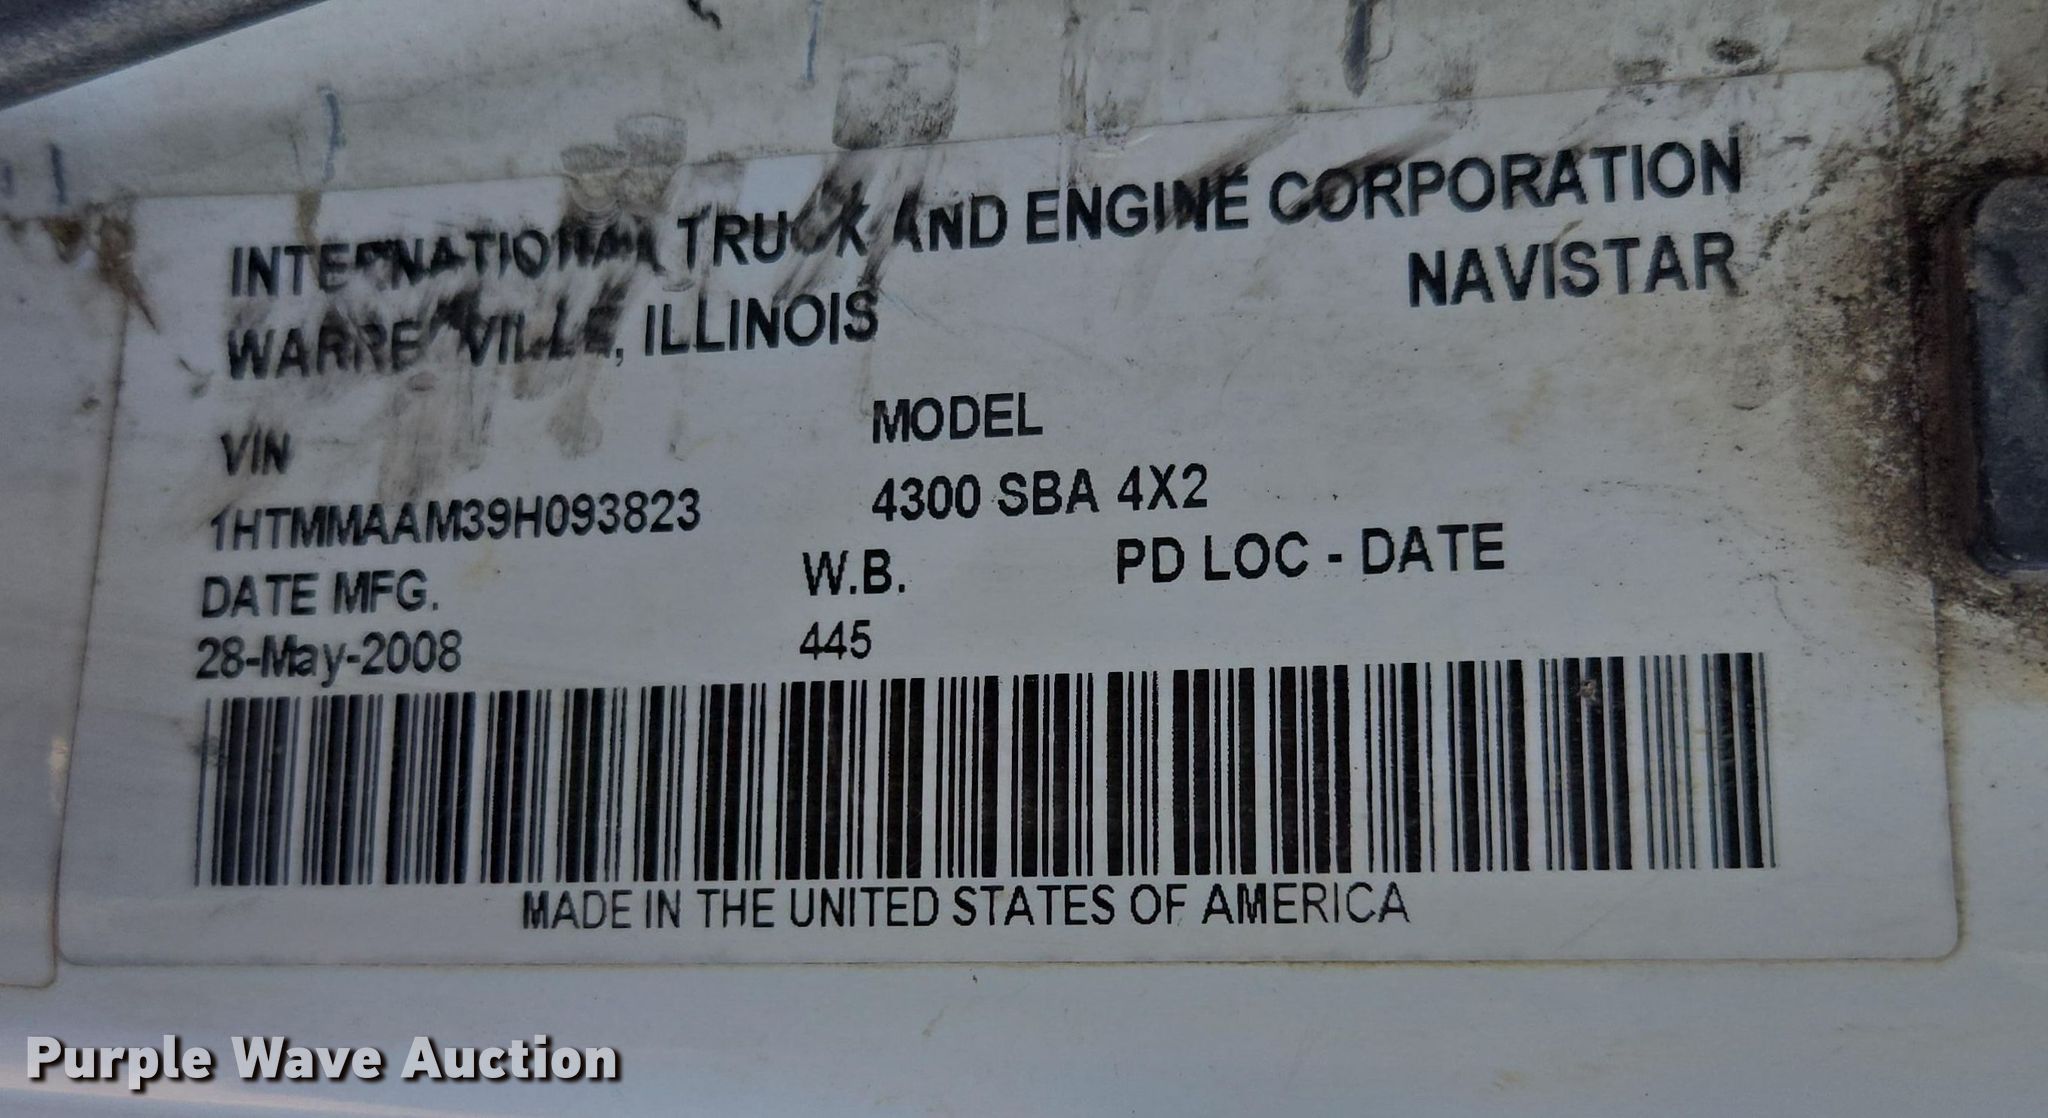 INTERNATIONAL TRUCK AND ENGINE CORPORATION
WARRENVILLE, ILLINOIS NAVISTAR
VIN MODEL
1HTMMAAM39H093823 4300 SBA 4X2
DATE MFG. W.B. PD LOC - DATE
28-May-2008 445
MADE IN THE UNITED STATES OF AMERICA
Purple Wave Auction